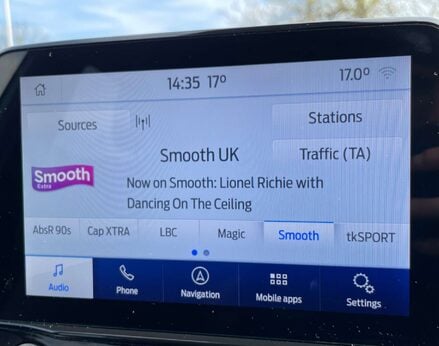 14:35 17°
17.0°
Sources
Stations
Smooth UK
Traffic (TA)
Smooth
Extra
Now on Smooth: Lionel Richie with
Dancing On The Ceiling
AbsR 90s Cap XTRA LBC Magic Smooth tkSPORT
Audio Phone Navigation Mobile apps Settings